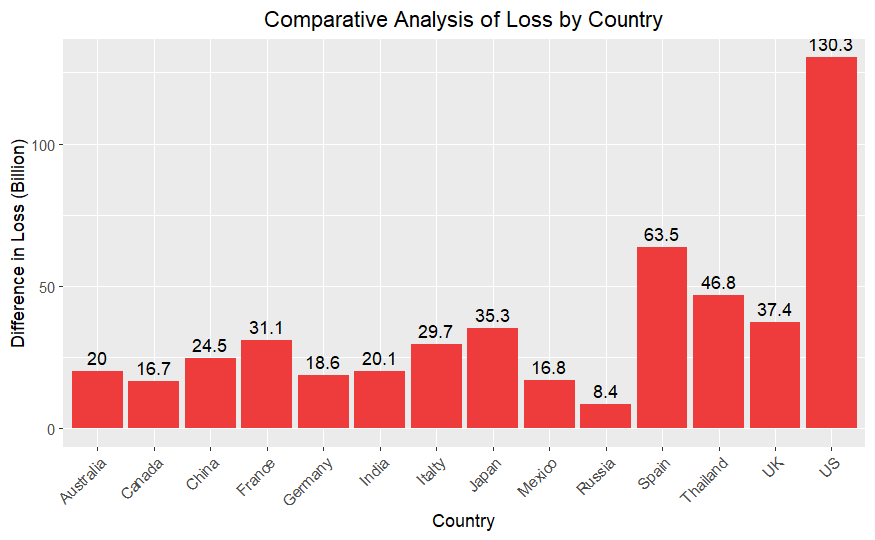 Comparative Analysis of Loss by Country
Difference in Loss (Billion)
100
50
0
20
16.7
24.5
31.1
18.6
20.1
29.7
35.3
16.8
8.4
63.5
46.8
37.4
130.3
Australia
Canada
China
France
Germany
India
Italty
Japan
Mexico
Russia
Spain
Thailand
UK
US
Country